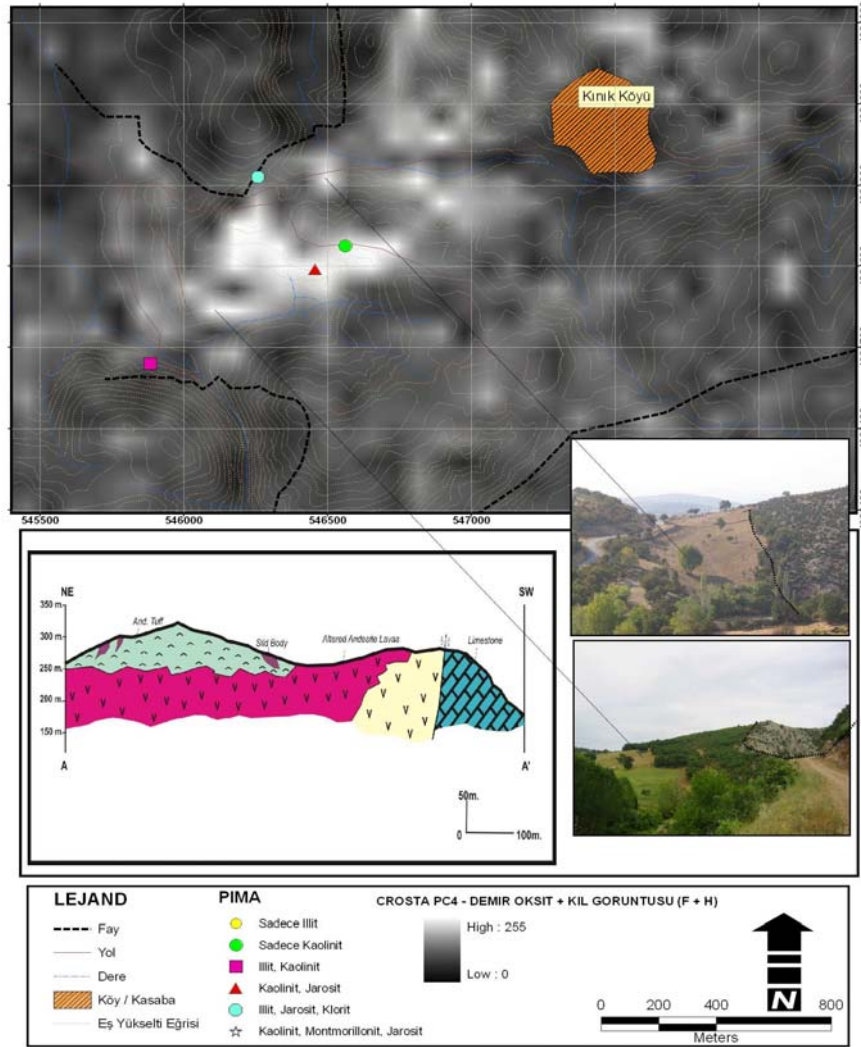 Kınık Köyü
545500 546000 546500 547000
NE
SW
350 m.
300 m.
250 m.
200 m.
150 m.
And. Tuff
Silid Body
Altered Andesite Lavaa
Limestone
A
A'
50m.
0
100m.
LEJAND
Fay
Yol
Dere
Köy / Kasaba
Eş Yükselti Eğrisi
PIMA
Sadece Illit
Sadece Kaolinit
Illit, Kaolinit
Kaolinit, Jarosit
Illit, Jarosit, Klorit
Kaolinit, Montmorillonit, Jarosit
CROSTA PC4 - DEMIR OKSIT + KIL GORUNTUSU (F + H)
High : 255
Low : 0
N
0 200 400 800
Meters